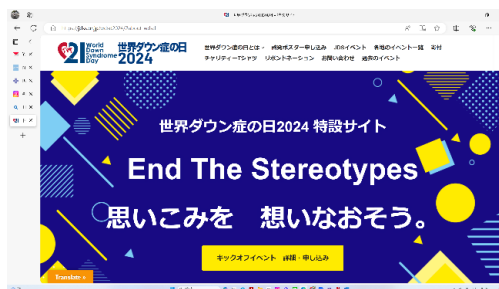 21 World Down Syndrome Day 世界ダウン症の日 2024
世界ダウン症の日とは 啓発ポスター申し込み JDSイベント 各地のイベント一覧 寄付
チャリティーTシャツ リボンドネーション お問い合わせ 過去のイベント
世界ダウン症の日2024 特設サイト
End The Stereotypes
思いこみを 想いなおそう。
キックオフイベント 詳細・申し込み
Translate »